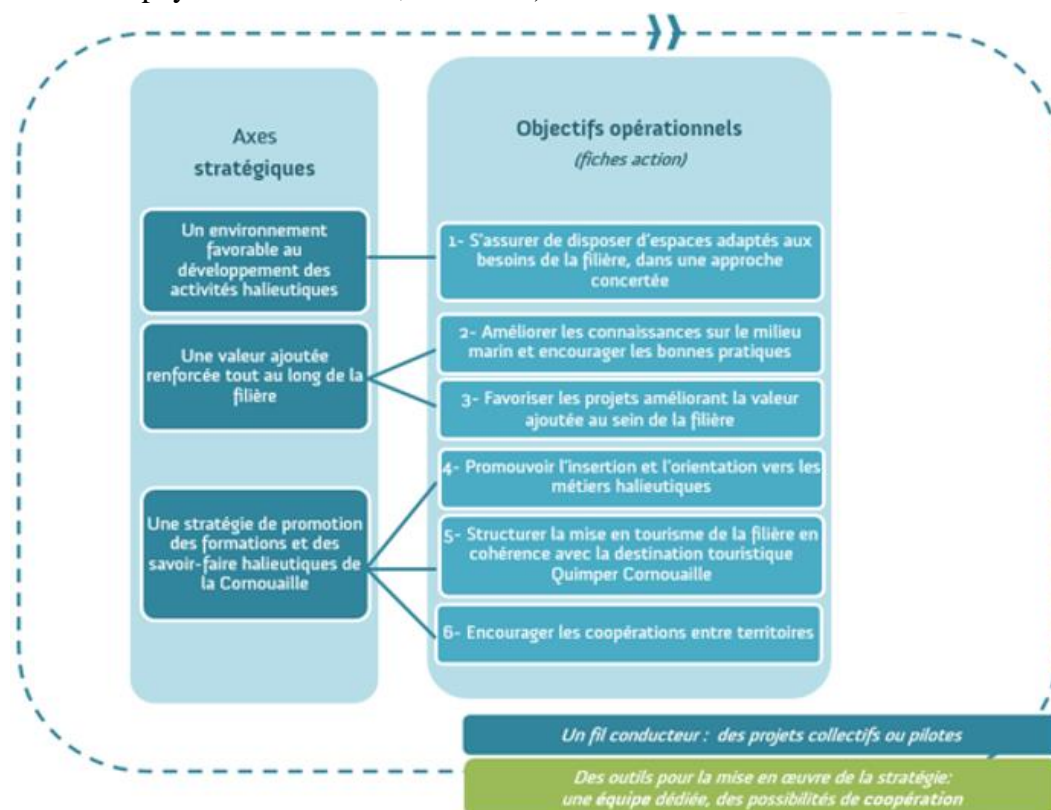 Axes
stratégiques
Objectifs opérationnels
(fiches action)
Un environnement
favorable au
développement des
activités halieutiques
1- S'assurer de disposer d'espaces adaptés aux
besoins de la filière, dans une approche
concertée
Une valeur ajoutée
renforcée tout au long de la
filière
2- Améliorer les connaissances sur le milieu
marin et encourager les bonnes pratiques
3- Favoriser les projets améliorant la valeur
ajoutée au sein de la filière
Une stratégie de promotion
des formations et des
savoir-faire halieutiques de
la Cornouaille
4- Promouvoir l'insertion et l'orientation vers les
métiers halieutiques
5- Structurer la mise en tourisme de la filière en
cohérence avec la destination touristique
Quimper Cornouaille
6- Encourager les coopérations entre territoires
Un fil conducteur : des projets collectifs ou pilotes
Des outils pour la mise en œuvre de la stratégie:
une équipe dédiée, des possibilités de coopération